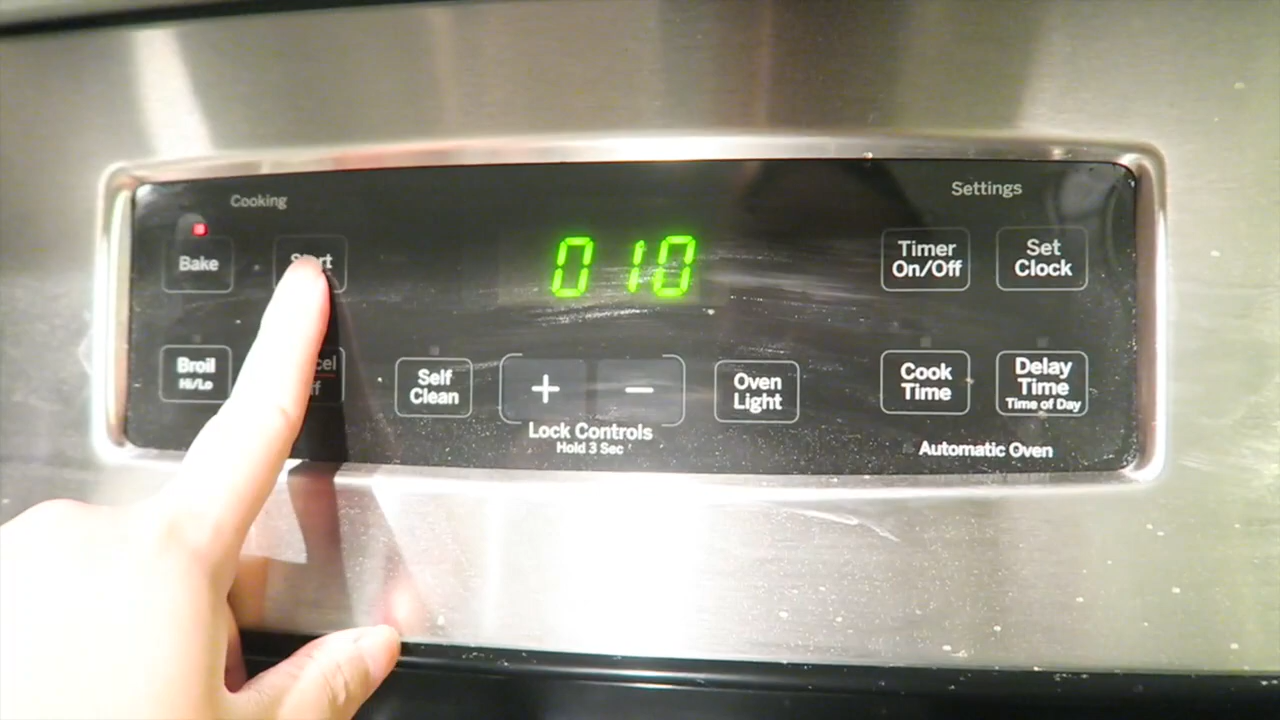 Cooking
Settings
Bake
Start
010
Timer
On/Off
Set
Clock
Broil
Hi/Lo
Self
Clean
+
−
Oven
Light
Cook
Time
Delay
Time
Time of Day
Lock Controls
Hold 3 Sec
Automatic Oven